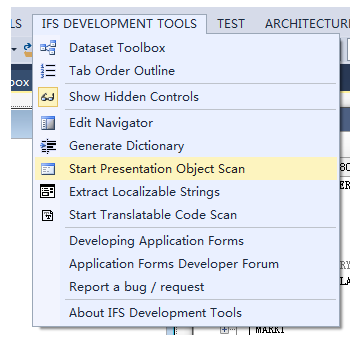 LS IFS DEVELOPMENT TOOLS TEST ARCHITECTUR
Dataset Toolbox
Tab Order Outline
box
Show Hidden Controls
Edit Navigator
Generate Dictionary
Start Presentation Object Scan
Extract Localizable Strings
Start Translatable Code Scan
Developing Application Forms
Application Forms Developer Forum
Report a bug / request
About IFS Development Tools
MARKT